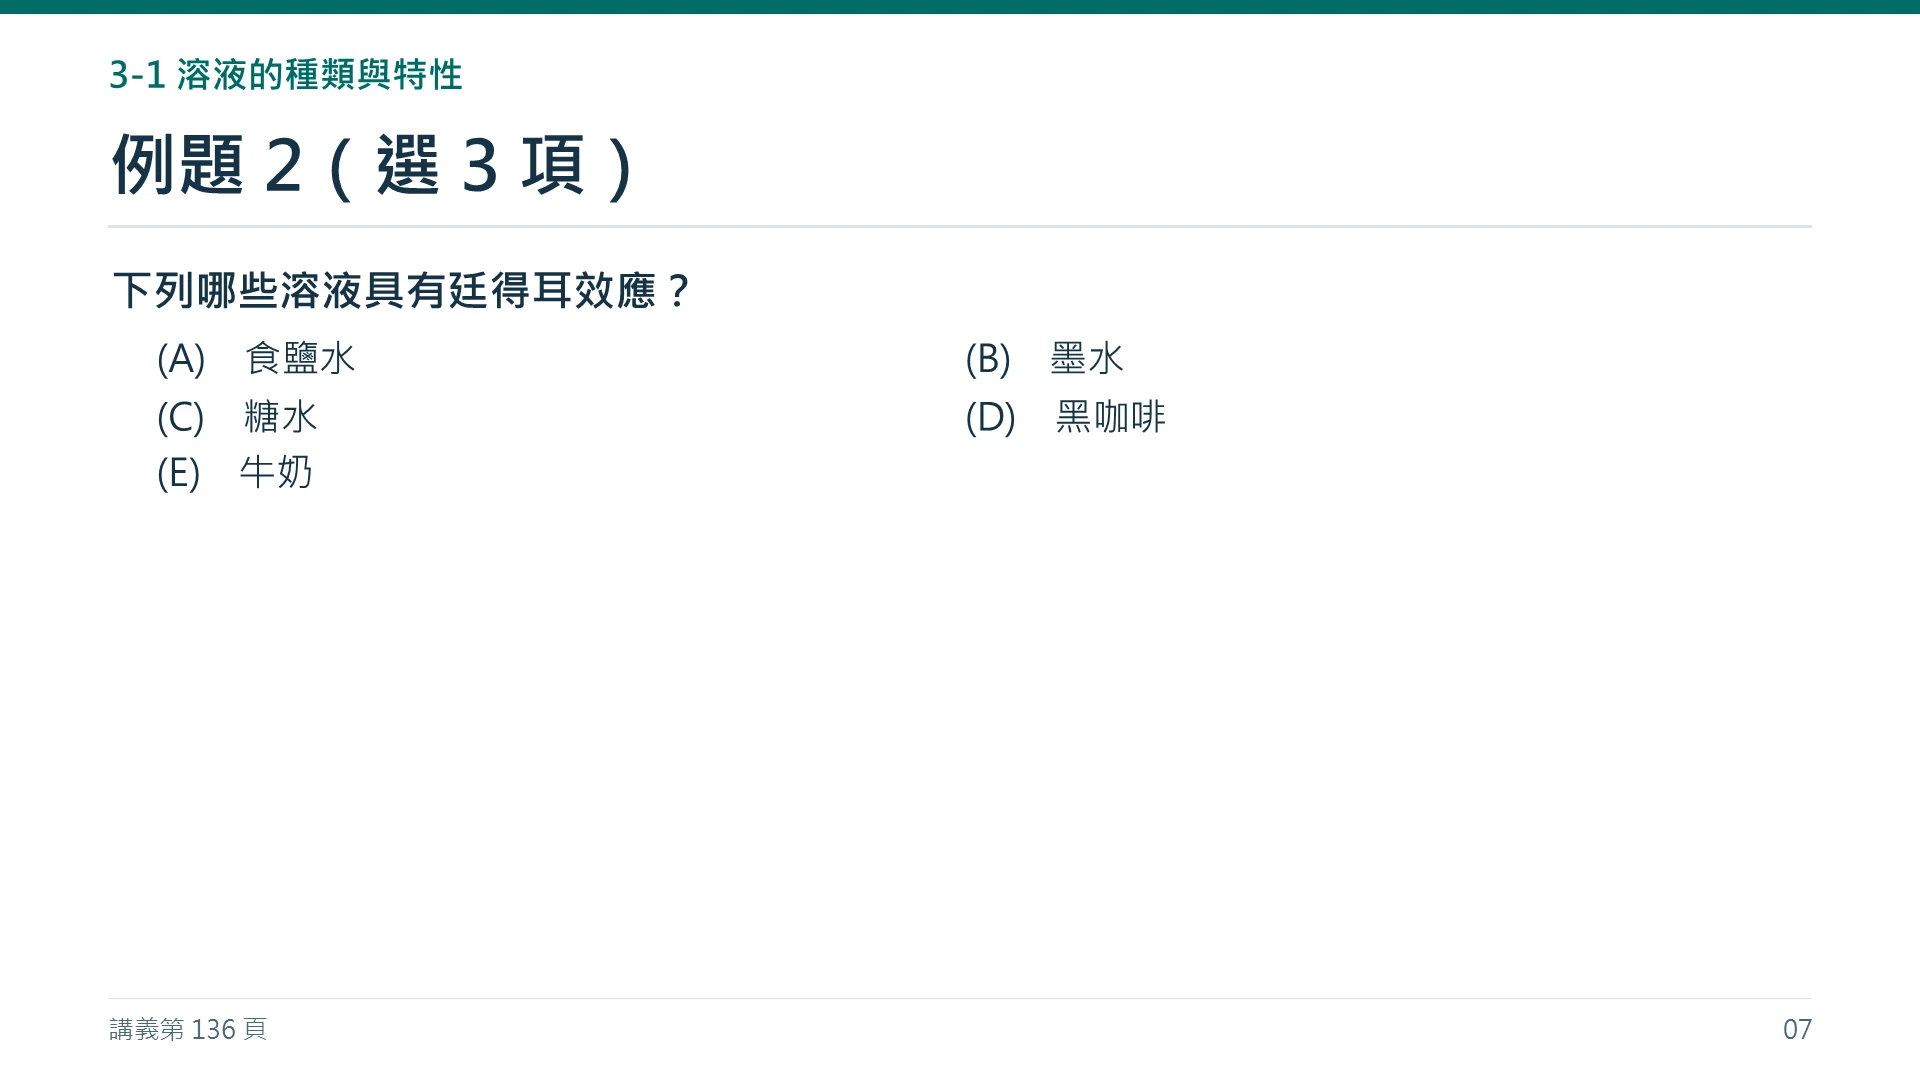 3-1 溶液的種類與特性
例題 2（選 3 項）
下列哪些溶液具有廷得耳效應？
(A) 食鹽水 (B) 墨水
(C) 糖水 (D) 黑咖啡
(E) 牛奶
講義第 136 頁 07